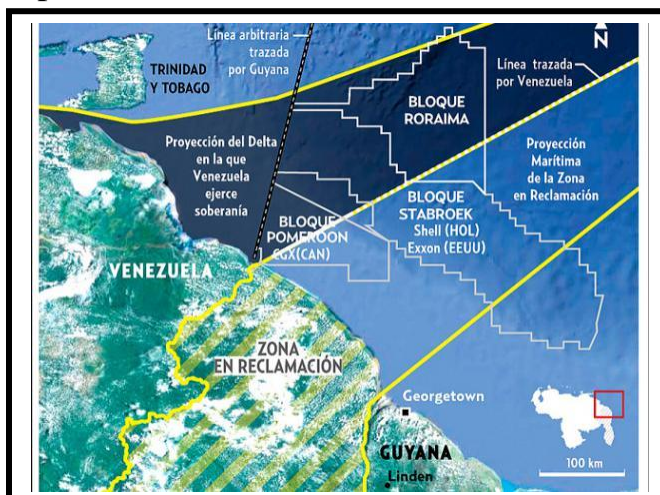 Línea arbitraria
trazada
por Guyana
TRINIDAD
Y TOBAGO
N
Línea trazada
por Venezuela
BLOQUE
RORAIMA
Proyección del Delta
en la que
Venezuela
ejerce
soberanía
Proyección
Marítima
de la Zona
en Reclamación
BLOQUE
STABROEK
Shell (HOL)
Exxon (EEUU)
BLOQUE
POMEROON
CGX(CAN)
VENEZUELA
ZONA
EN RECLAMACIÓN
Georgetown
GUYANA
Linden
100 km